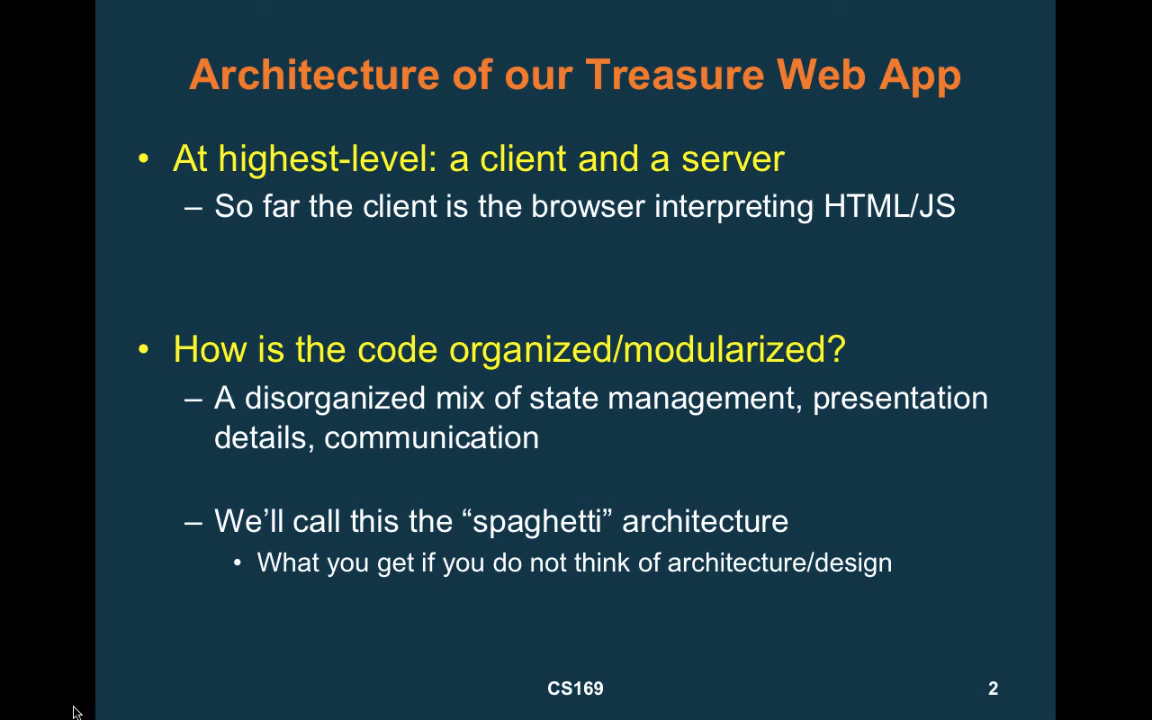 Architecture of our Treasure Web App
• At highest-level: a client and a server
– So far the client is the browser interpreting HTML/JS
• How is the code organized/modularized?
– A disorganized mix of state management, presentation
details, communication
– We’ll call this the “spaghetti” architecture
• What you get if you do not think of architecture/design
CS169
2